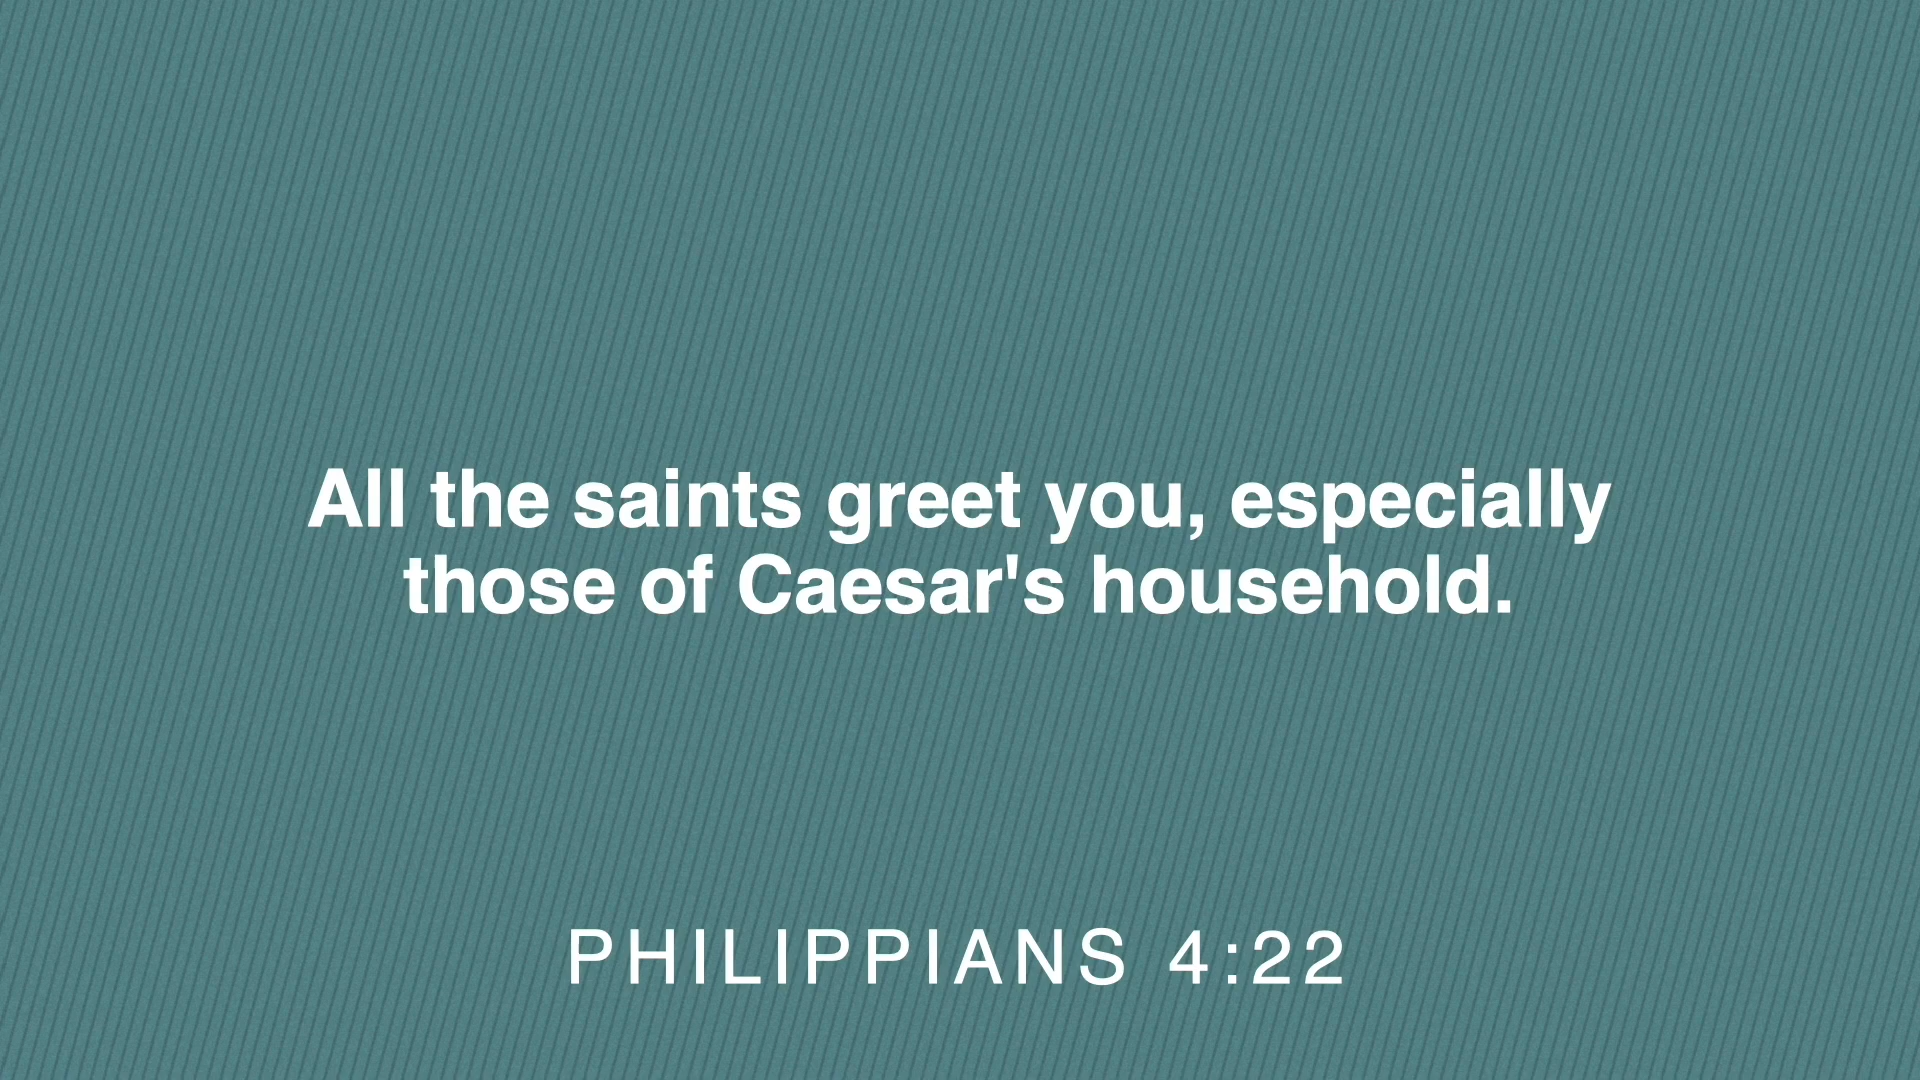 All the saints greet you, especially
those of Caesar's household.
PHILIPPIANS 4:22